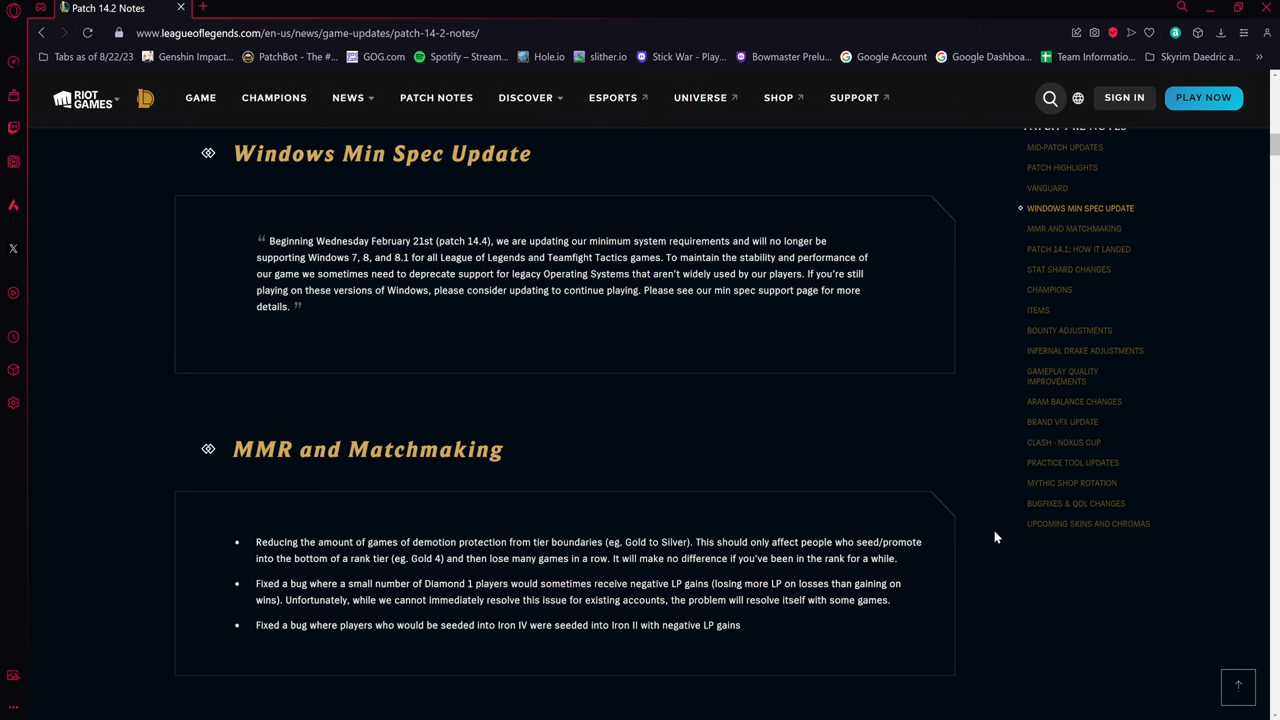 Patch 14.2 Notes
www.leagueoflegends.com/en-us/news/game-updates/patch-14-2-notes/
Tabs as of 8/22/23
Genshin Impact...
PatchBot - The #...
GOG.com
Spotify – Stream...
Hole.io
slither.io
Stick War - Play...
Bowmaster Prelu...
Google Account
Google Dashboa...
Team Informatio...
Skyrim Daedric a...
RIOT GAMES
GAME
CHAMPIONS
NEWS
PATCH NOTES
DISCOVER
ESPORTS
UNIVERSE
SHOP
SUPPORT
SIGN IN
PLAY NOW
Windows Min Spec Update
“ Beginning Wednesday February 21st (patch 14.4), we are updating our minimum system requirements and will no longer be
supporting Windows 7, 8, and 8.1 for all League of Legends and Teamfight Tactics games. To maintain the stability and performance of
our game we sometimes need to deprecate support for legacy Operating Systems that aren't widely used by our players. If you're still
playing on these versions of Windows, please consider updating to continue playing. Please see our min spec support page for more
details. ”
MMR and Matchmaking
• Reducing the amount of games of demotion protection from tier boundaries (eg. Gold to Silver). This should only affect people who seed/promote
into the bottom of a rank tier (eg. Gold 4) and then lose many games in a row. It will make no difference if you've been in the rank for a while.
• Fixed a bug where a small number of Diamond 1 players would sometimes receive negative LP gains (losing more LP on losses than gaining on
wins). Unfortunately, while we cannot immediately resolve this issue for existing accounts, the problem will resolve itself with some games.
• Fixed a bug where players who would be seeded into Iron IV were seeded into Iron II with negative LP gains
PATCH 14.2 NOTES
MID-PATCH UPDATES
PATCH HIGHLIGHTS
VANGUARD
WINDOWS MIN SPEC UPDATE
MMR AND MATCHMAKING
PATCH 14.1: HOW IT LANDED
STAT SHARD CHANGES
CHAMPIONS
ITEMS
BOUNTY ADJUSTMENTS
INFERNAL DRAKE ADJUSTMENTS
GAMEPLAY QUALITY
IMPROVEMENTS
ARAM BALANCE CHANGES
BRAND VFX UPDATE
CLASH - NOXUS CUP
PRACTICE TOOL UPDATES
MYTHIC SHOP ROTATION
BUGFIXES & QOL CHANGES
UPCOMING SKINS AND CHROMAS